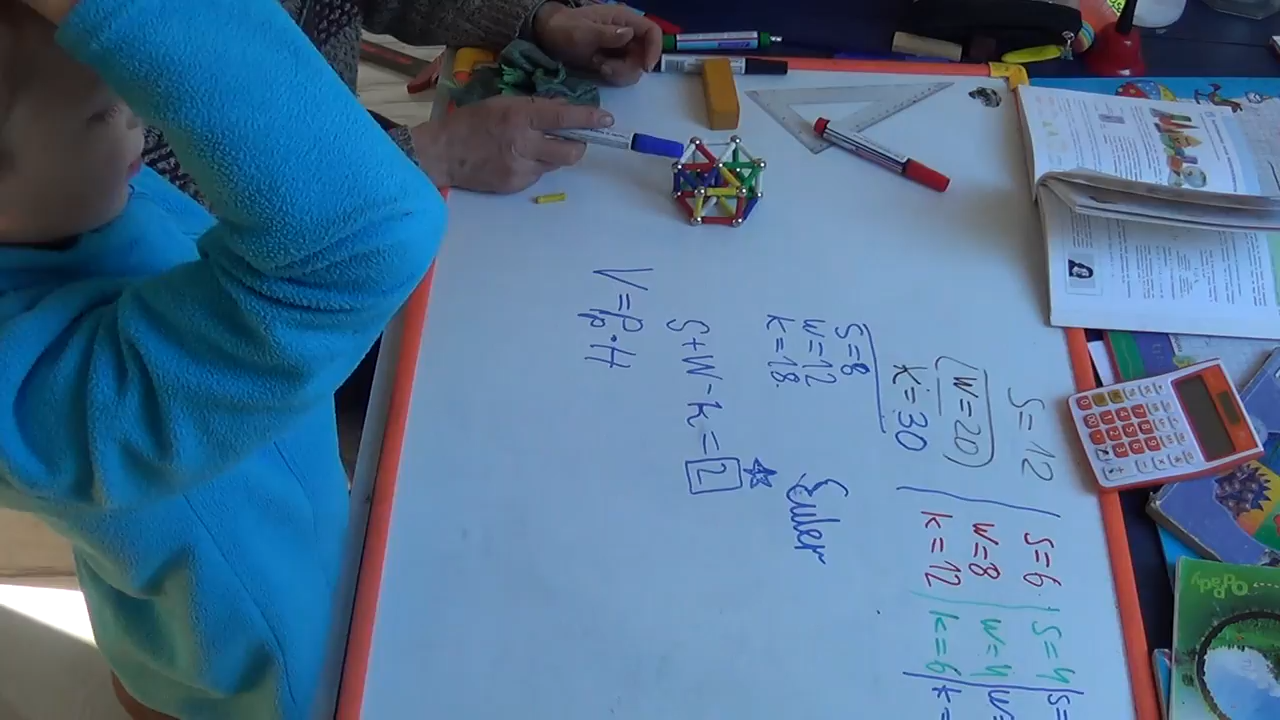 S=12
(W=20)
K=30
S=6
W=8
K=12
S=4
W=4
K=6
S=
W=
K=
S=8
W=12
K=18
Euler
S+W-K=2
V=Pp·H